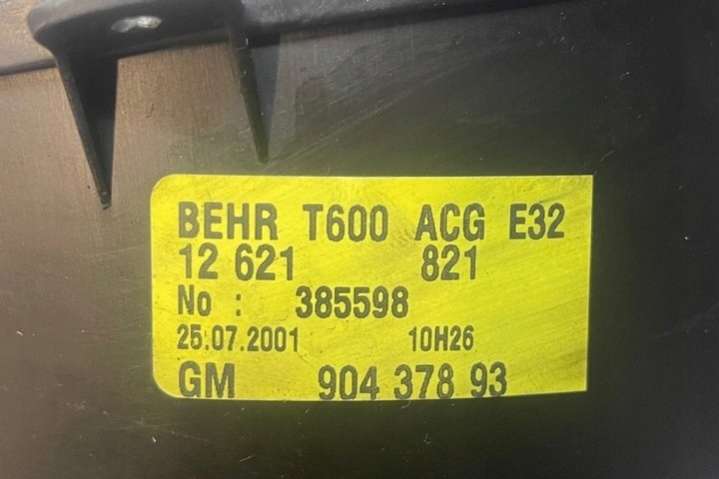 BEHR T600 ACG E32
12 621 821
No : 385598
25.07.2001 10H26
GM 904 378 93